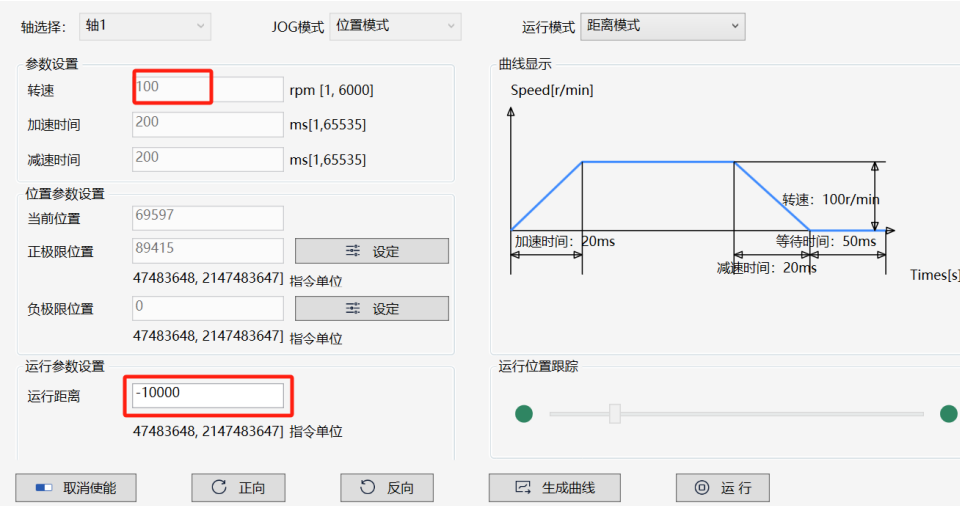 轴选择： 轴1 JOG模式 位置模式 运行模式 距离模式
参数设置
转速 100 rpm [1, 6000]
加速时间 200 ms[1,65535]
减速时间 200 ms[1,65535]
位置参数设置
当前位置 69597
正极限位置 89415 设定
47483648, 2147483647] 指令单位
负极限位置 0 设定
47483648, 2147483647] 指令单位
运行参数设置
运行距离 -10000
47483648, 2147483647] 指令单位
曲线显示
Speed[r/min]
转速：100r/min
加速时间：20ms 等待时间：50ms
减速时间：20ms Times[s]
运行位置跟踪
取消使能 正向 反向 生成曲线 运 行